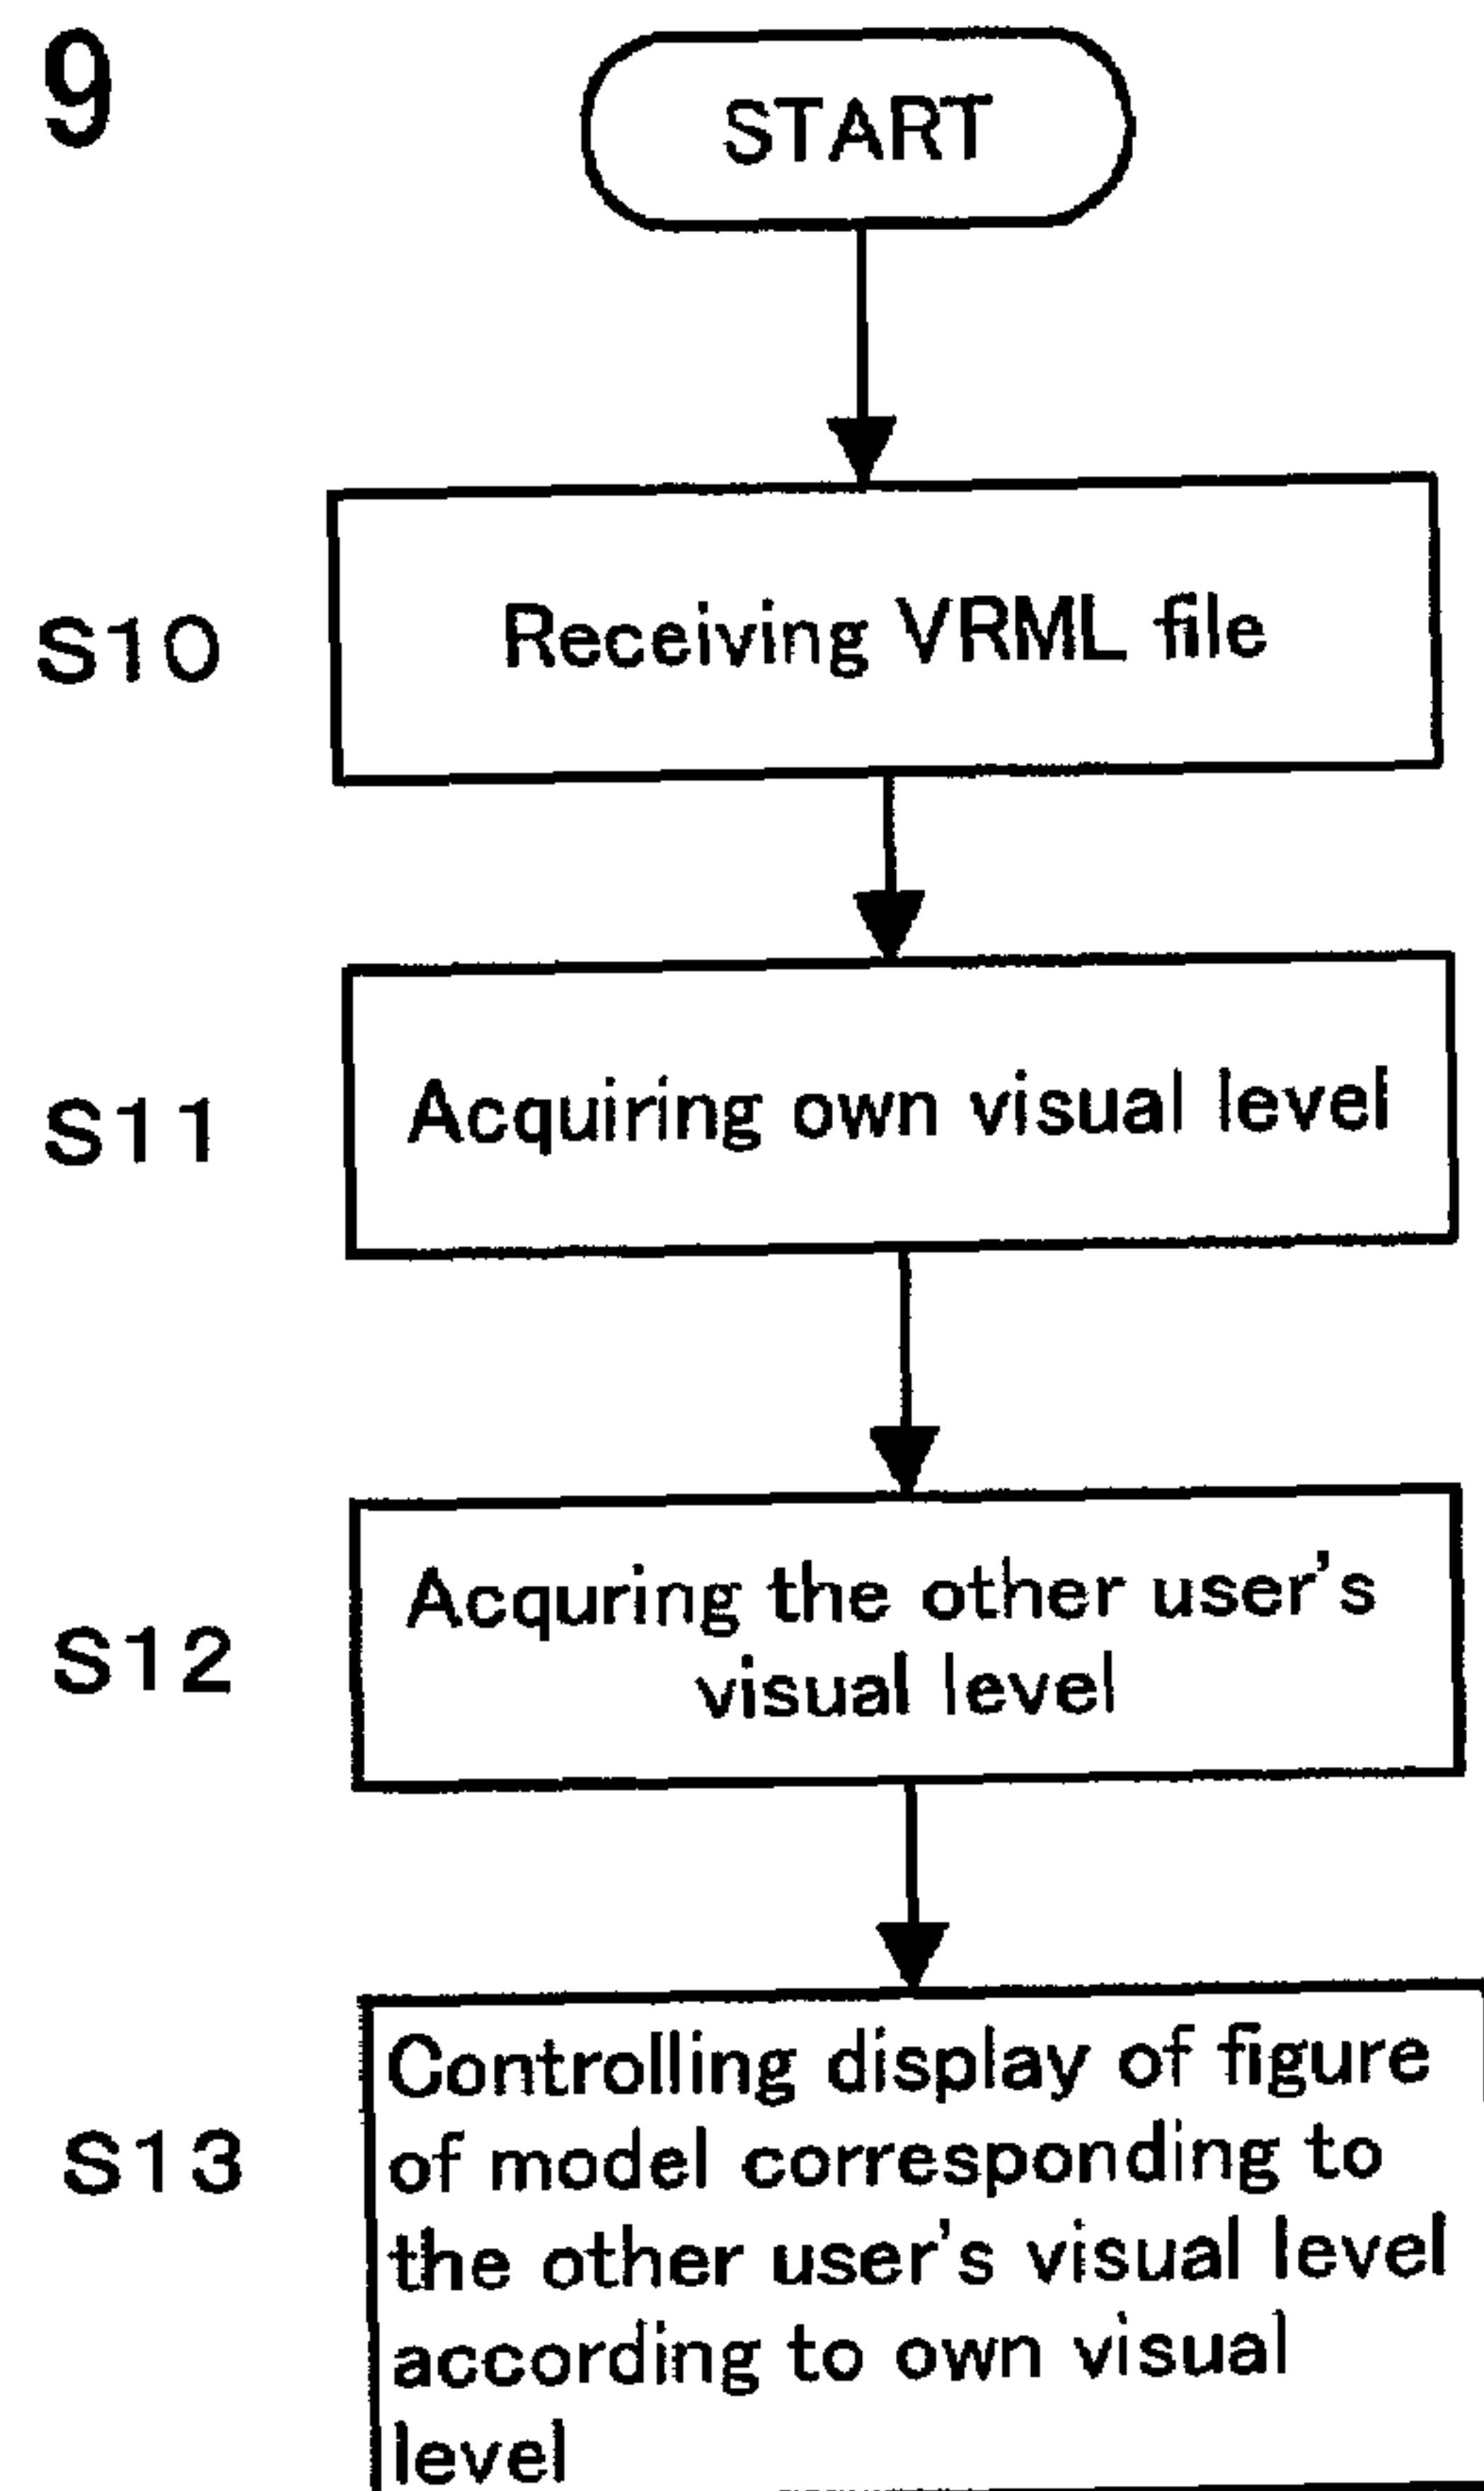 9
START
S10
Receiving VRML file
S11
Acquiring own visual level
S12
Acquring the other user's
visual level
S13
Controlling display of figure
of model corresponding to
the other user's visual level
according to own visual
level